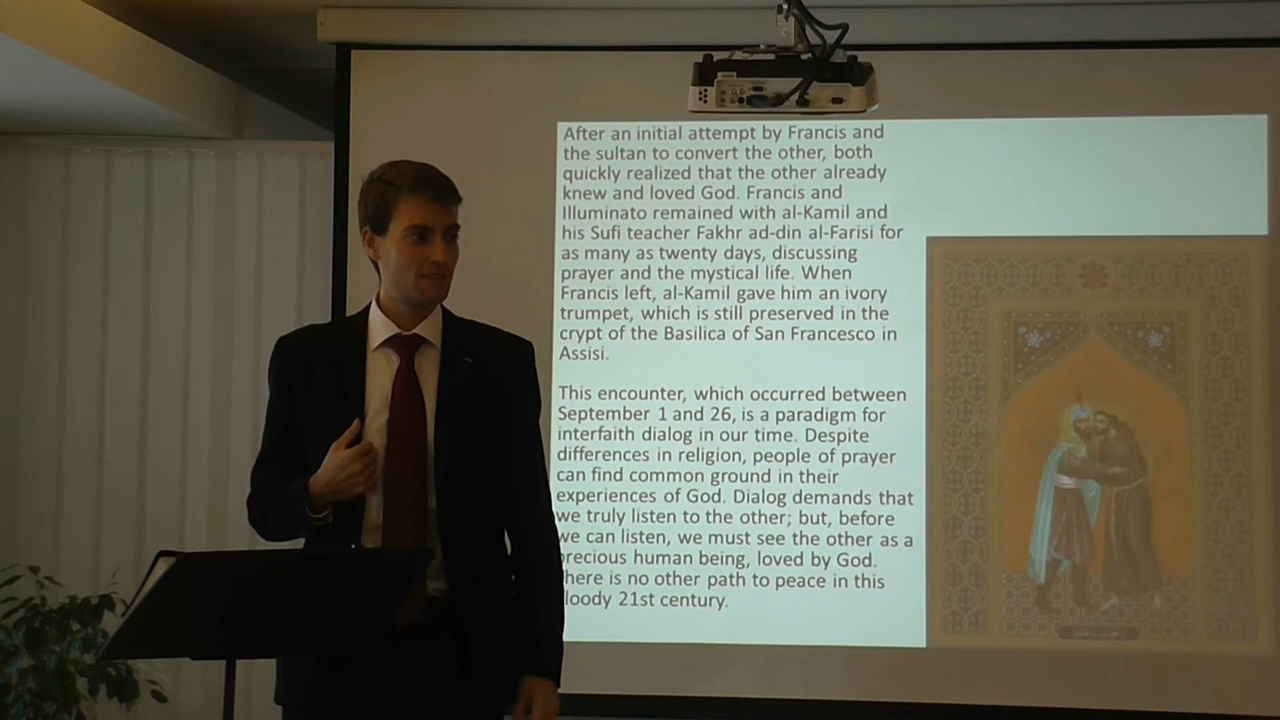 After an initial attempt by Francis and
the sultan to convert the other, both
quickly realized that the other already
knew and loved God. Francis and
Illuminato remained with al-Kamil and
his Sufi teacher Fakhr ad-din al-Farisi for
as many as twenty days, discussing
prayer and the mystical life. When
Francis left, al-Kamil gave him an ivory
trumpet, which is still preserved in the
crypt of the Basilica of San Francesco in
Assisi.
This encounter, which occurred between
September 1 and 26, is a paradigm for
interfaith dialog in our time. Despite
differences in religion, people of prayer
can find common ground in their
experiences of God. Dialog demands that
we truly listen to the other; but, before
we can listen, we must see the other as a
recious human being, loved by God.
here is no other path to peace in this
loody 21st century.